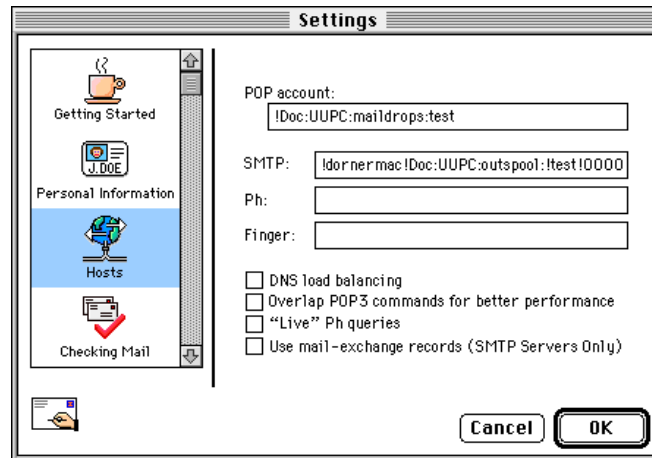 Settings
Getting Started
J.DOE
Personal Information
Hosts
Checking Mail
POP account:
!Doc:UUPC:maildrops:test
SMTP: !dornermac!Doc:UUPC:outspool:!test!0000
Ph:
Finger:
DNS load balancing
Overlap POP3 commands for better performance
“Live” Ph queries
Use mail-exchange records (SMTP Servers Only)
Cancel OK